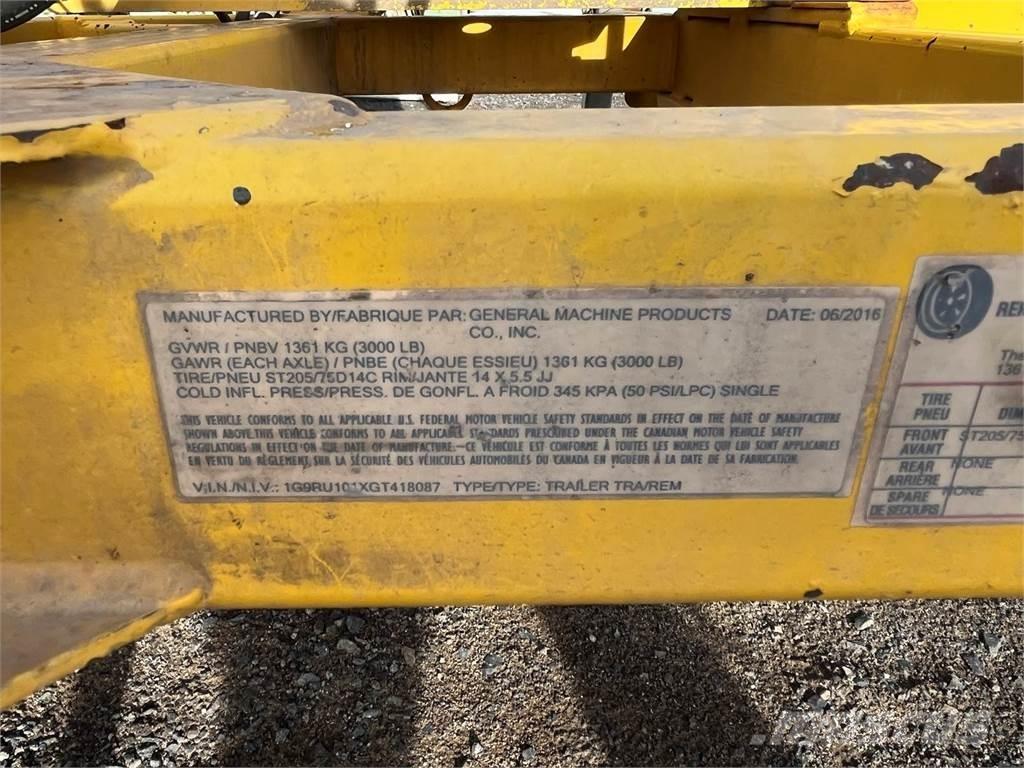 MANUFACTURED BY/FABRIQUE PAR: GENERAL MACHINE PRODUCTS CO., INC. DATE: 06/2016
GVWR / PNBV 1361 KG (3000 LB)
GAWR (EACH AXLE) / PNBE (CHAQUE ESSIEU) 1361 KG (3000 LB)
TIRE/PNEU ST205/75D14C RIM/JANTE 14 X 5.5 JJ
COLD INFL. PRESS/PRESS. DE GONFL. A FROID 345 KPA (50 PSI/LPC) SINGLE
THIS VEHICLE CONFORMS TO ALL APPLICABLE U.S. FEDERAL MOTOR VEHICLE SAFETY STANDARDS IN EFFECT ON THE DATE OF MANUFACTURE
SHOWN ABOVE.THIS VEHICLE CONFORMS TO ALL APPLICABLE STANDARDS PRESCRIBED UNDER THE CANADIAN MOTOR VEHICLE SAFETY
REGULATIONS IN EFFECT ON THE DATE OF MANUFACTURE.—CE VÉHICULE EST CONFORME À TOUTES LES NORMES QUI LUI SONT APPLICABLES
EN VERTU DU RÈGLEMENT SUR LA SÉCURITÉ DES VÉHICULES AUTOMOBILES DU CANADA EN VIGUEUR À LA DATE DE SA FABRICATION.
V.I.N./N.I.V.: 1G9RU101XGT418087 TYPE/TYPE: TRAILER TRA/REM
The
136
TIRE
PNEU
DIM
FRONT
AVANT
ST205/75
REAR
ARRIÈRE
NONE
SPARE
DE SECOURS
NONE